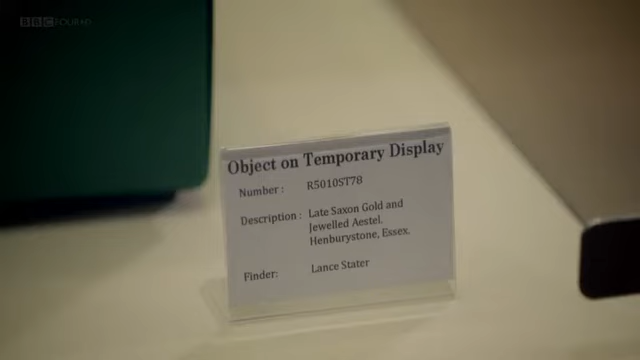 BBC FOUR HD
Object on Temporary Display
Number : R5010ST78
Description : Late Saxon Gold and
Jewelled Aestel.
Henburystone, Essex.
Finder: Lance Stater